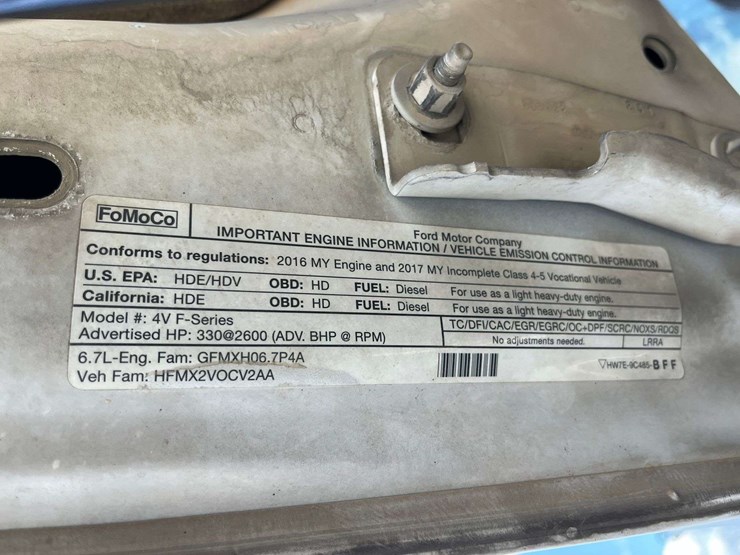 FoMoCo
Ford Motor Company
IMPORTANT ENGINE INFORMATION / VEHICLE EMISSION CONTROL INFORMATION
Conforms to regulations: 2016 MY Engine and 2017 MY Incomplete Class 4-5 Vocational Vehicle
U.S. EPA: HDE/HDV OBD: HD FUEL: Diesel For use as a light heavy-duty engine.
California: HDE OBD: HD FUEL: Diesel For use as a light heavy-duty engine.
Model #: 4V F-Series TC/DFI/CAC/EGR/EGRC/OC+DPF/SCRC/NOXS/RDQS
Advertised HP: 330@2600 (ADV. BHP @ RPM) No adjustments needed. LRRA
6.7L-Eng. Fam: GFMXH06.7P4A
Veh Fam: HFMX2VOCV2AA HW7E-9C485-BFF